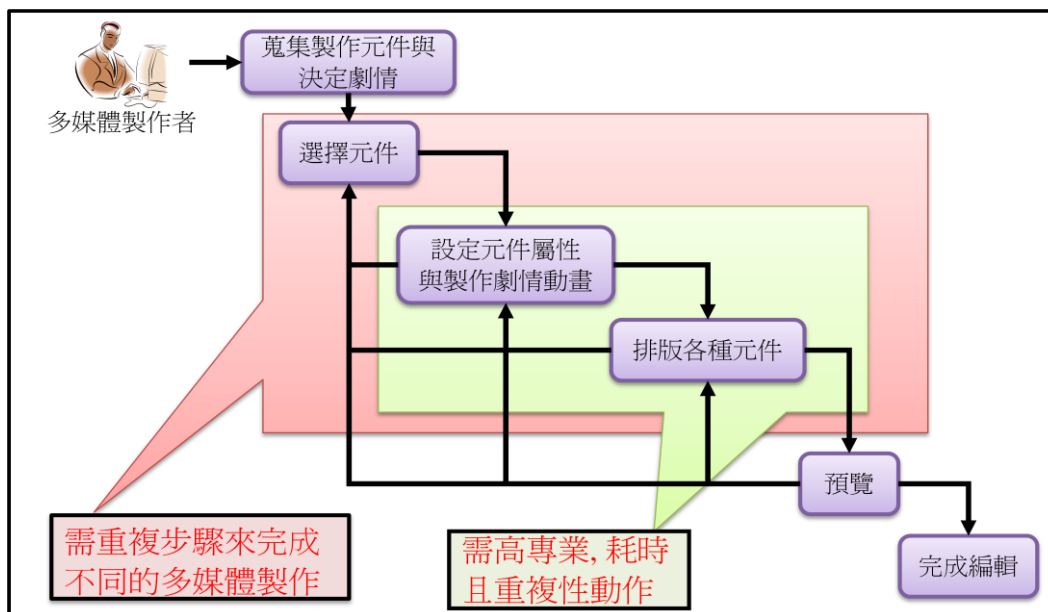 蒐集製作元件與
決定劇情
多媒體製作者
選擇元件
設定元件屬性
與製作劇情動畫
排版各種元件
預覽
需重複步驟來完成
不同的多媒體製作
需高專業, 耗時
且重複性動作
完成編輯